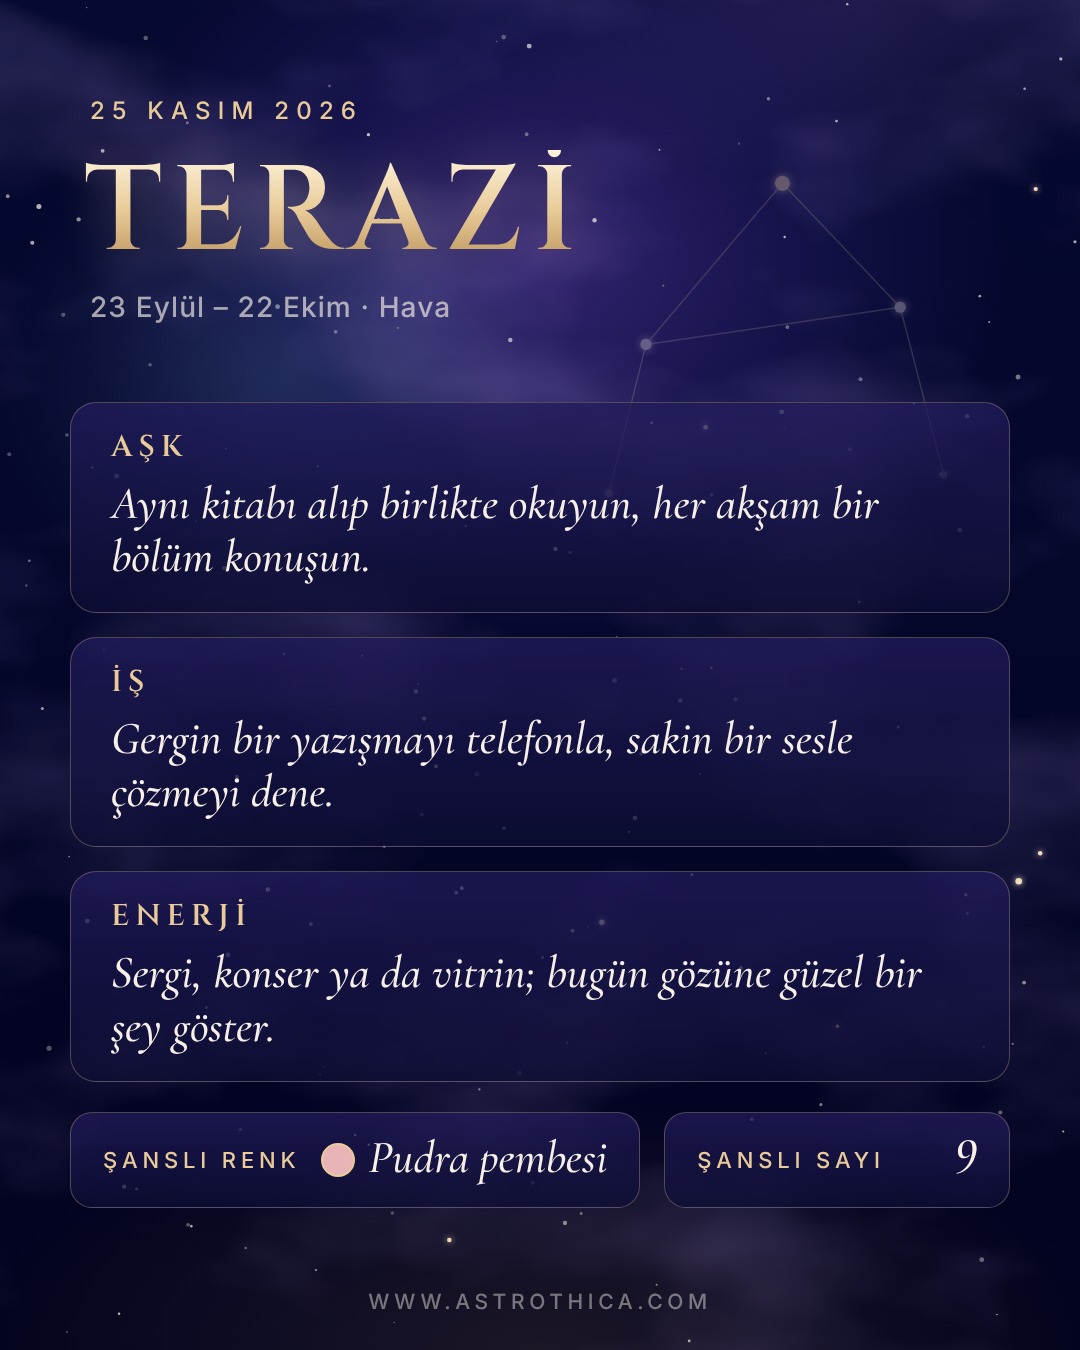 25 KASIM 2026
TERAZİ
23 Eylül – 22 Ekim · Hava
AŞK
Aynı kitabı alıp birlikte okuyun, her akşam bir
bölüm konuşun.
İŞ
Gergin bir yazışmayı telefonla, sakin bir sesle
çözmeyi dene.
ENERJİ
Sergi, konser ya da vitrin; bugün gözüne güzel bir
şey göster.
ŞANSLI RENK Pudra pembesi
ŞANSLI SAYI 9
WWW.ASTROTHICA.COM